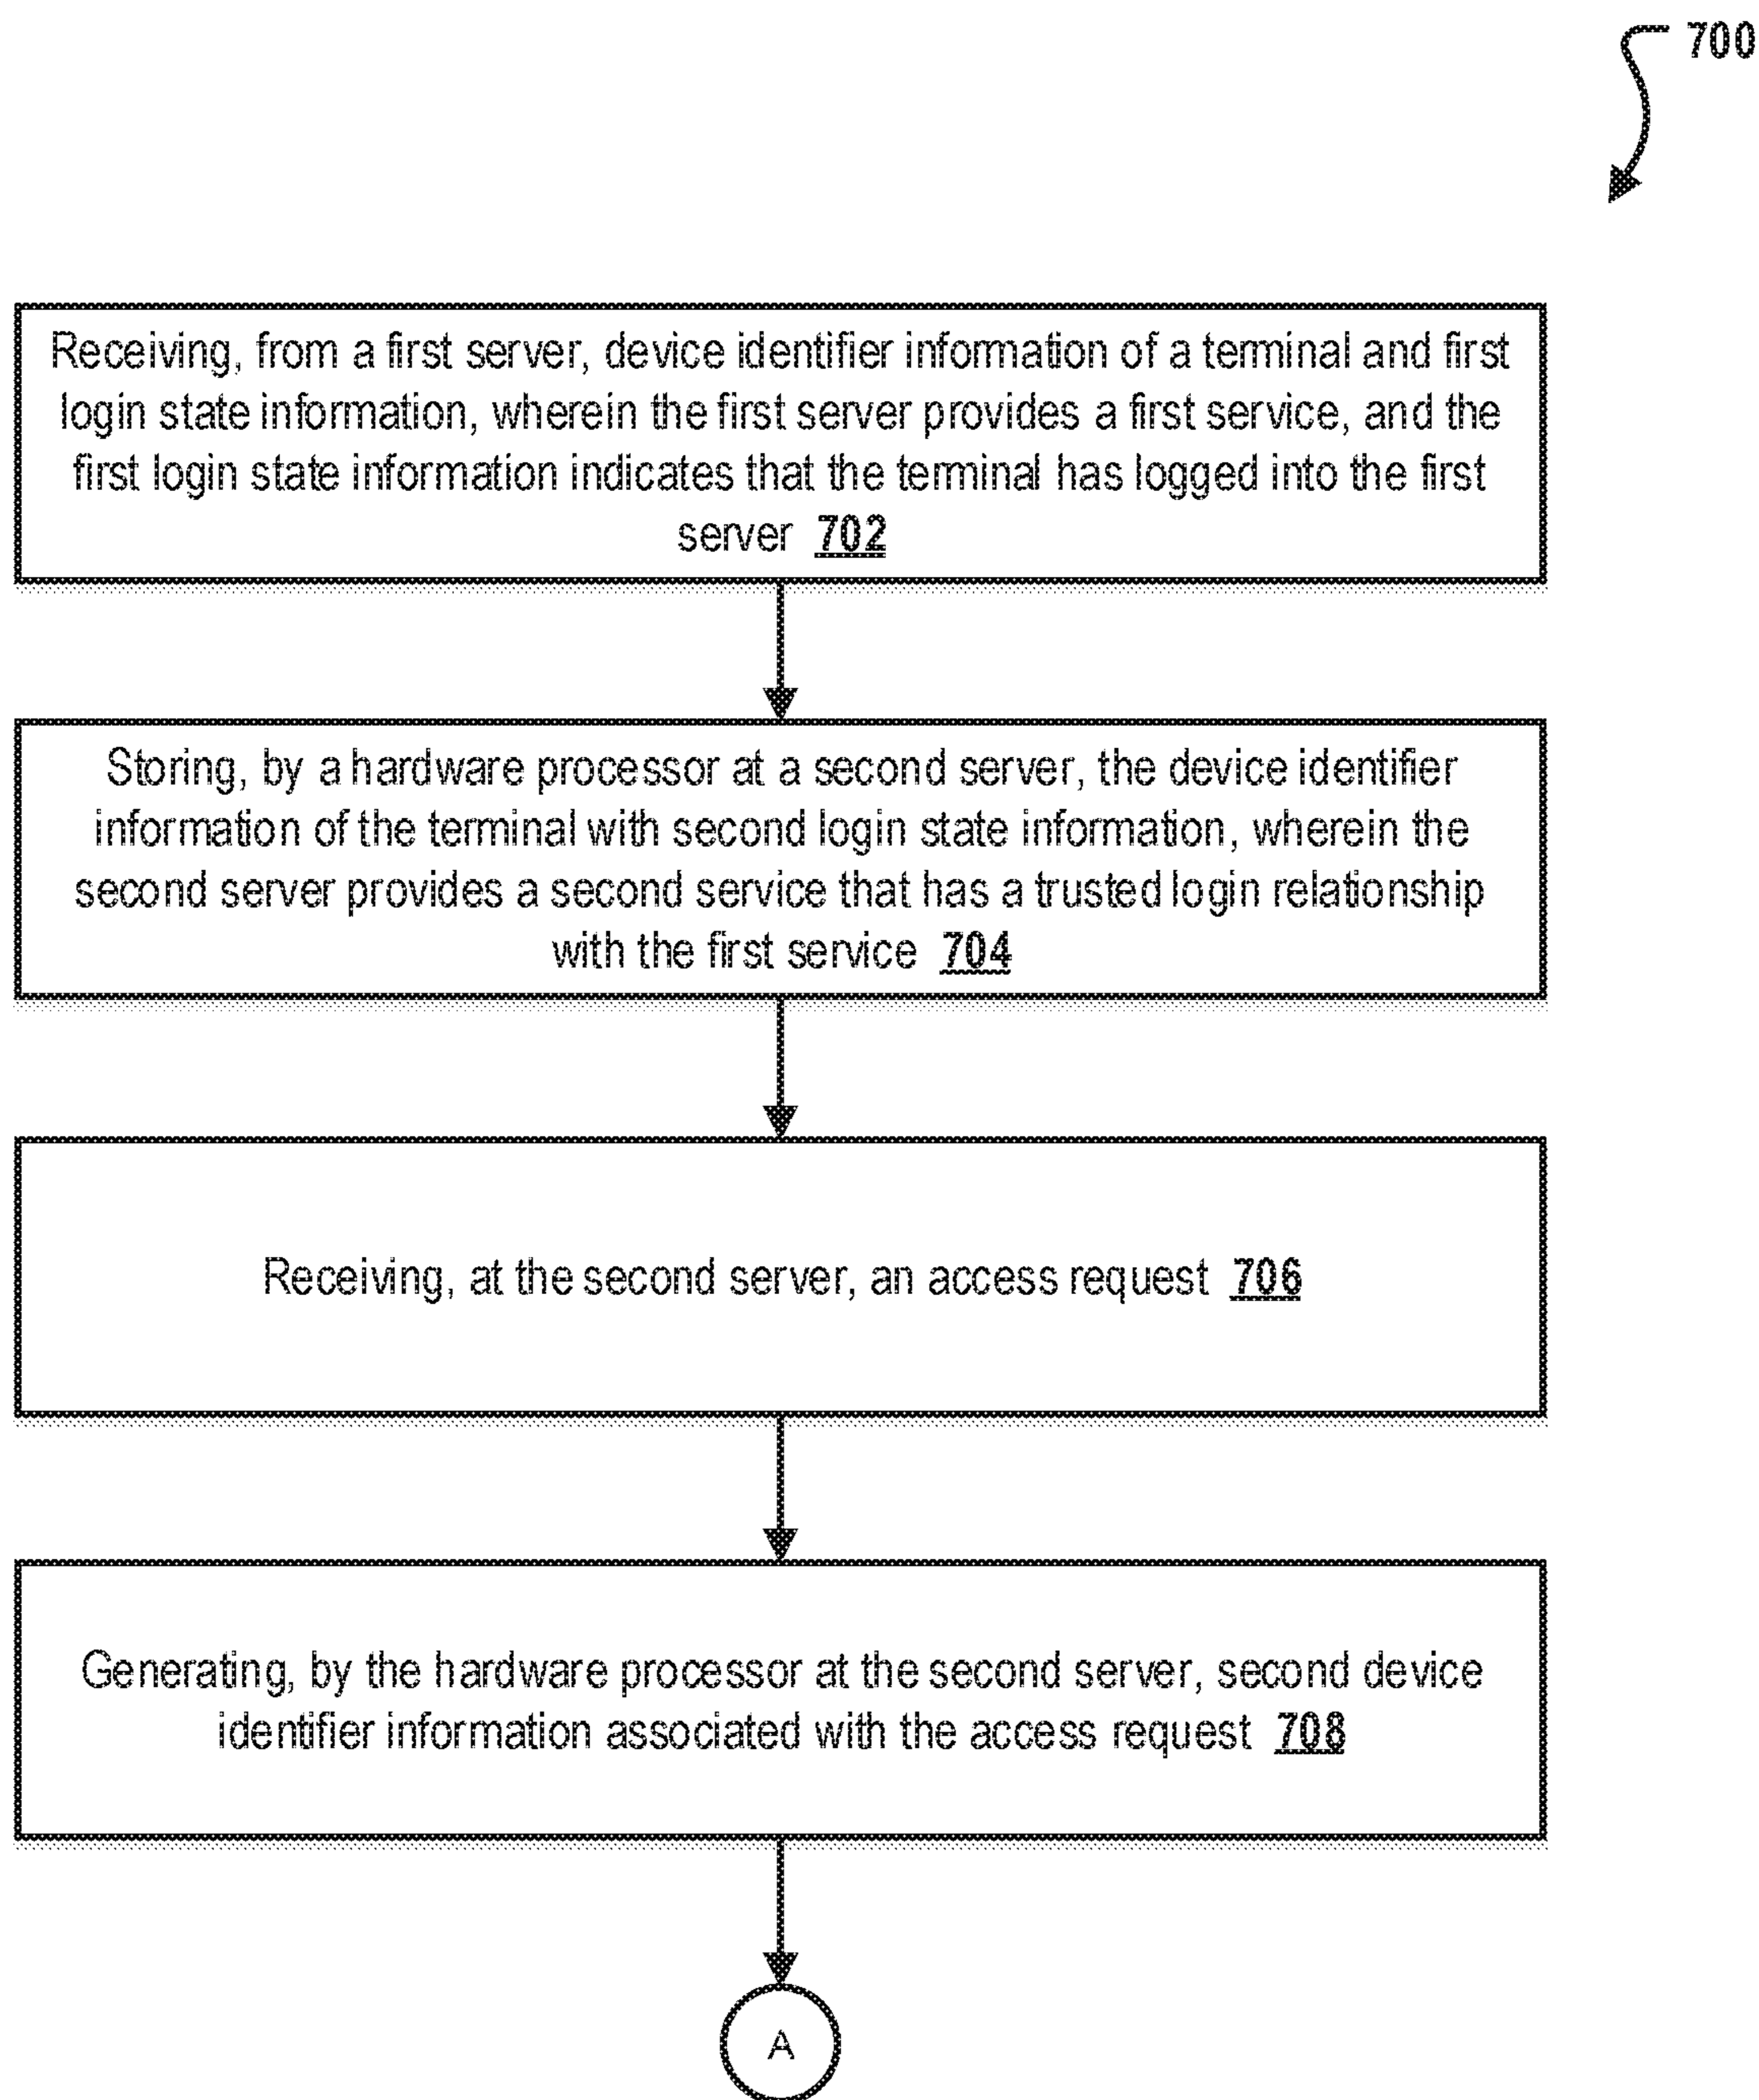 700
Receiving, from a first server, device identifier information of a terminal and first
login state information, wherein the first server provides a first service, and the
first login state information indicates that the terminal has logged into the first
server 702
Storing, by a hardware processor at a second server, the device identifier
information of the terminal with second login state information, wherein the
second server provides a second service that has a trusted login relationship
with the first service 704
Receiving, at the second server, an access request 706
Generating, by the hardware processor at the second server, second device
identifier information associated with the access request 708
A